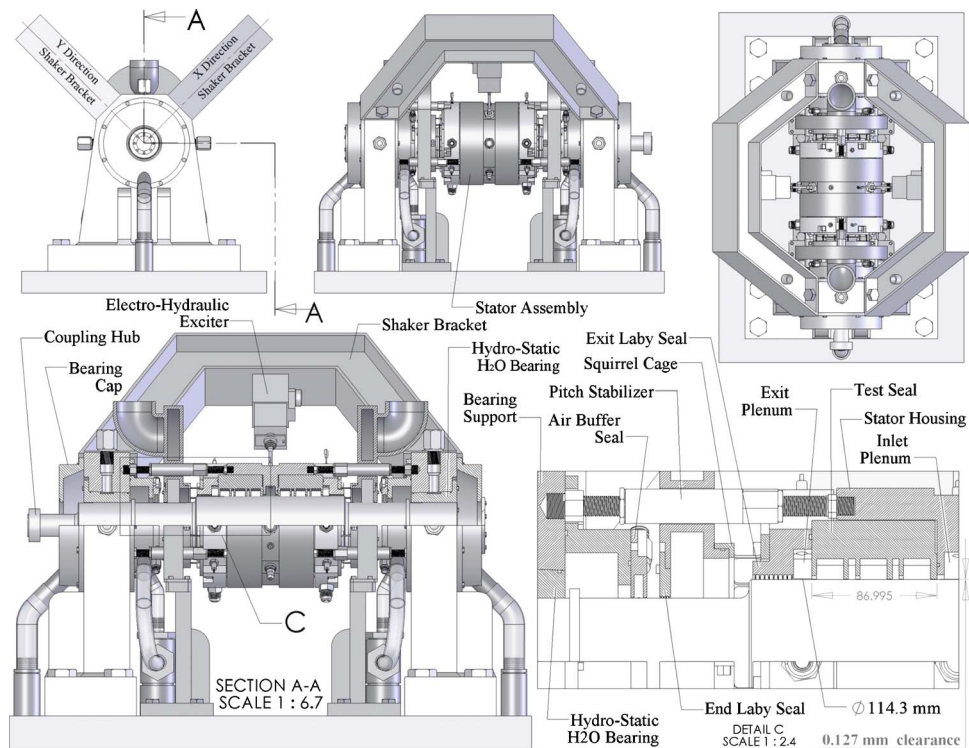 A
Y Direction
Shaker Bracket
X Direction
Shaker Bracket
A
Stator Assembly
Electro-Hydraulic
Exciter
Shaker Bracket
Coupling Hub
Bearing
Cap
Hydro-Static
H2O Bearing
C
SECTION A-A
SCALE 1 : 6.7
Exit Laby Seal
Squirrel Cage
Pitch Stabilizer
Bearing
Support
Air Buffer
Seal
Exit
Plenum
Test Seal
Stator Housing
Inlet
Plenum
86.995
Hydro-Static
H2O Bearing
End Laby Seal
Ø 114.3 mm
DETAIL C
SCALE 1 : 2.4
0.127 mm clearance